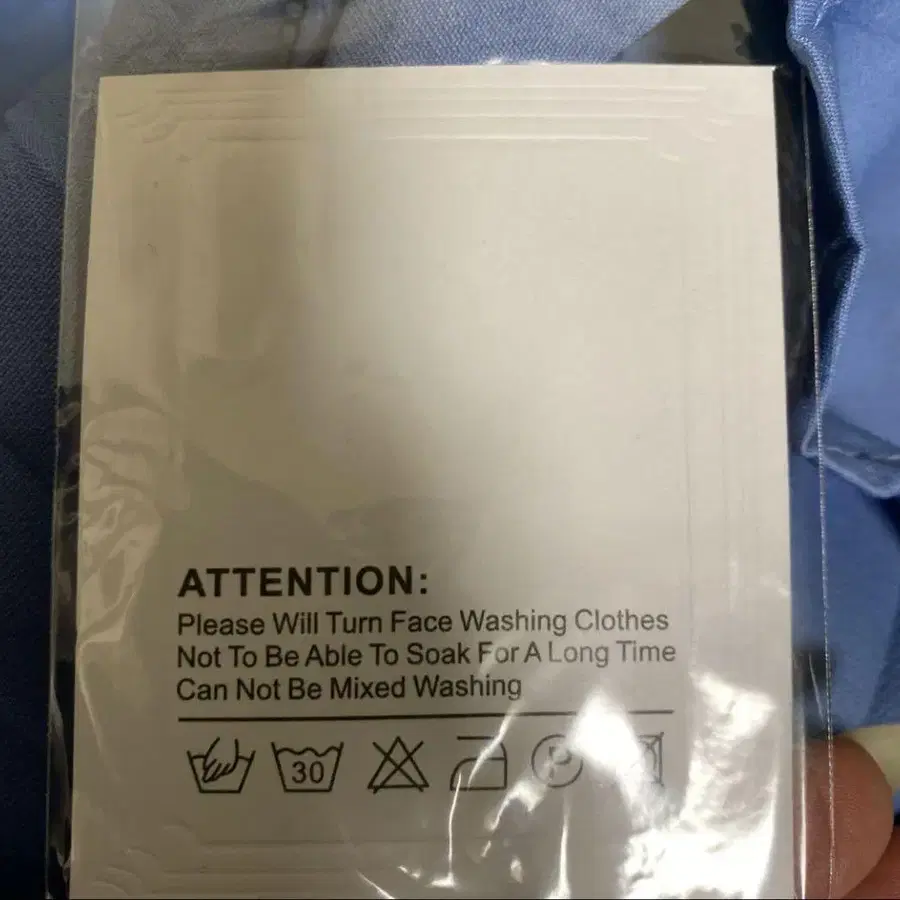 ATTENTION:
Please Will Turn Face Washing Clothes
Not To Be Able To Soak For A Long Time
Can Not Be Mixed Washing
30
P